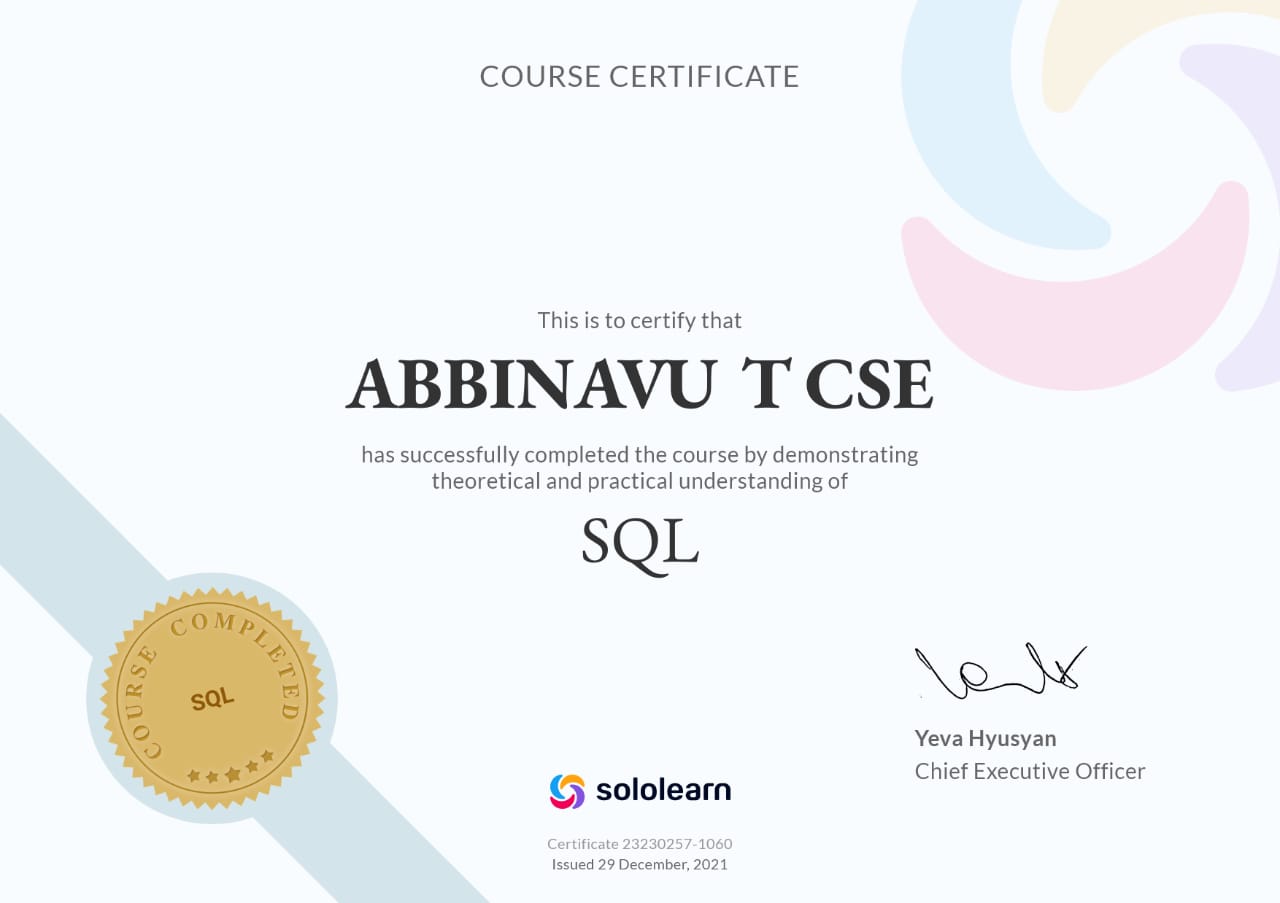 COURSE CERTIFICATE
This is to certify that
ABBINAVU T CSE
has successfully completed the course by demonstrating
theoretical and practical understanding of
SQL
COURSE COMPLETED
SQL
Yeva Hyusyan
Chief Executive Officer
sololearn
Certificate 23230257-1060
Issued 29 December, 2021